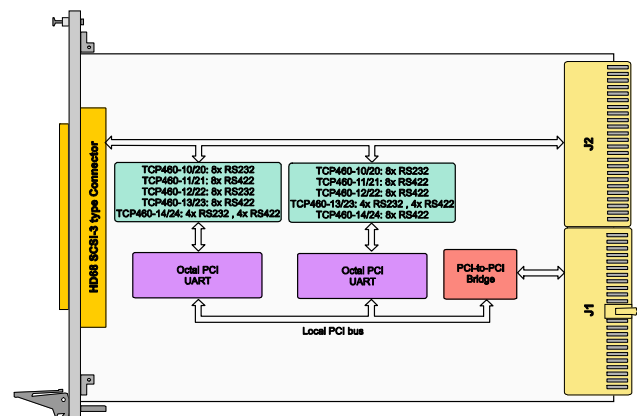 HD68 SCSI-3 type Connector
TCP460-10/20: 8x RS232
TCP460-11/21: 8x RS422
TCP460-12/22: 8x RS232
TCP460-13/23: 8x RS422
TCP460-14/24: 4x RS232 , 4x RS422
TCP460-10/20: 8x RS232
TCP460-11/21: 8x RS422
TCP460-12/22: 8x RS422
TCP460-13/23: 4x RS232 , 4x RS422
TCP460-14/24: 8x RS422
J2
Octal PCI
UART
Octal PCI
UART
PCI-to-PCI
Bridge
J1
Local PCI bus